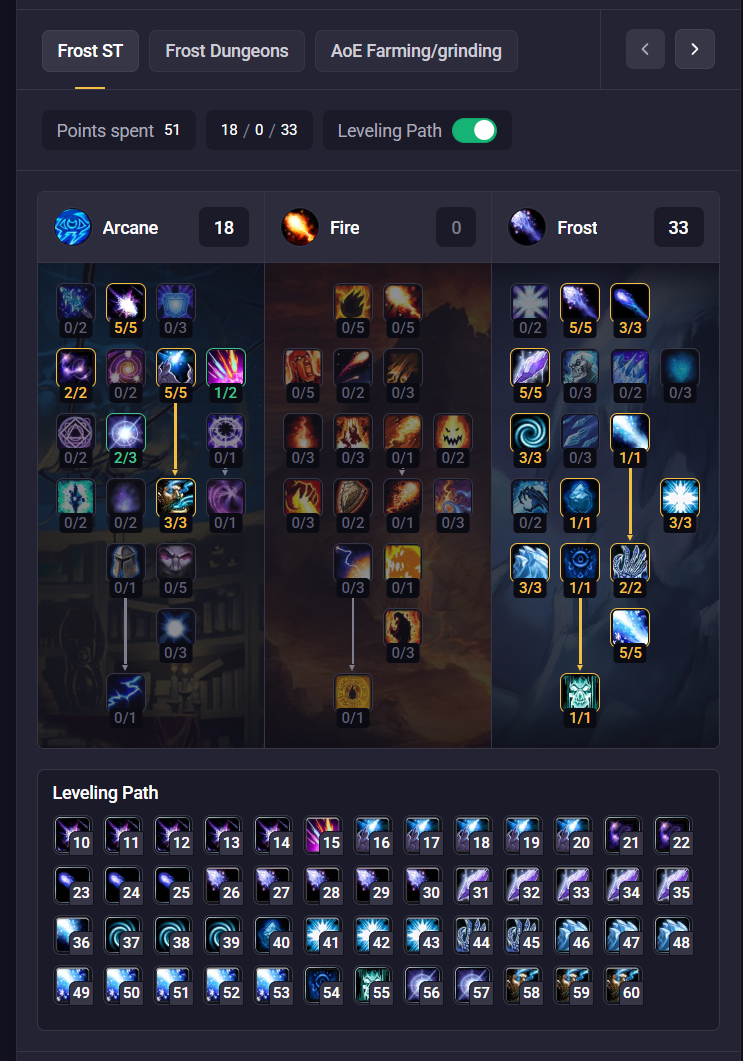 Frost ST Frost Dungeons AoE Farming/grinding
Points spent 51 18 / 0 / 33 Leveling Path
Arcane 18 Fire 0 Frost 33
0/2 5/5 0/3 0/5 0/5 0/2 5/5 3/3
2/2 0/2 5/5 1/2 0/5 0/2 0/3 5/5 0/3 0/2 0/3
0/2 2/3 0/1 0/3 0/3 0/1 0/2 3/3 0/3 1/1
0/2 0/2 3/3 0/1 0/3 0/2 0/1 0/3 0/2 1/1 3/3
0/1 0/5 0/3 0/1 3/3 1/1 2/2
0/3 0/3 5/5
0/1 0/1 1/1
Leveling Path
10 11 12 13 14 15 16 17 18 19 20 21 22
23 24 25 26 27 28 29 30 31 32 33 34 35
36 37 38 39 40 41 42 43 44 45 46 47 48
49 50 51 52 53 54 55 56 57 58 59 60